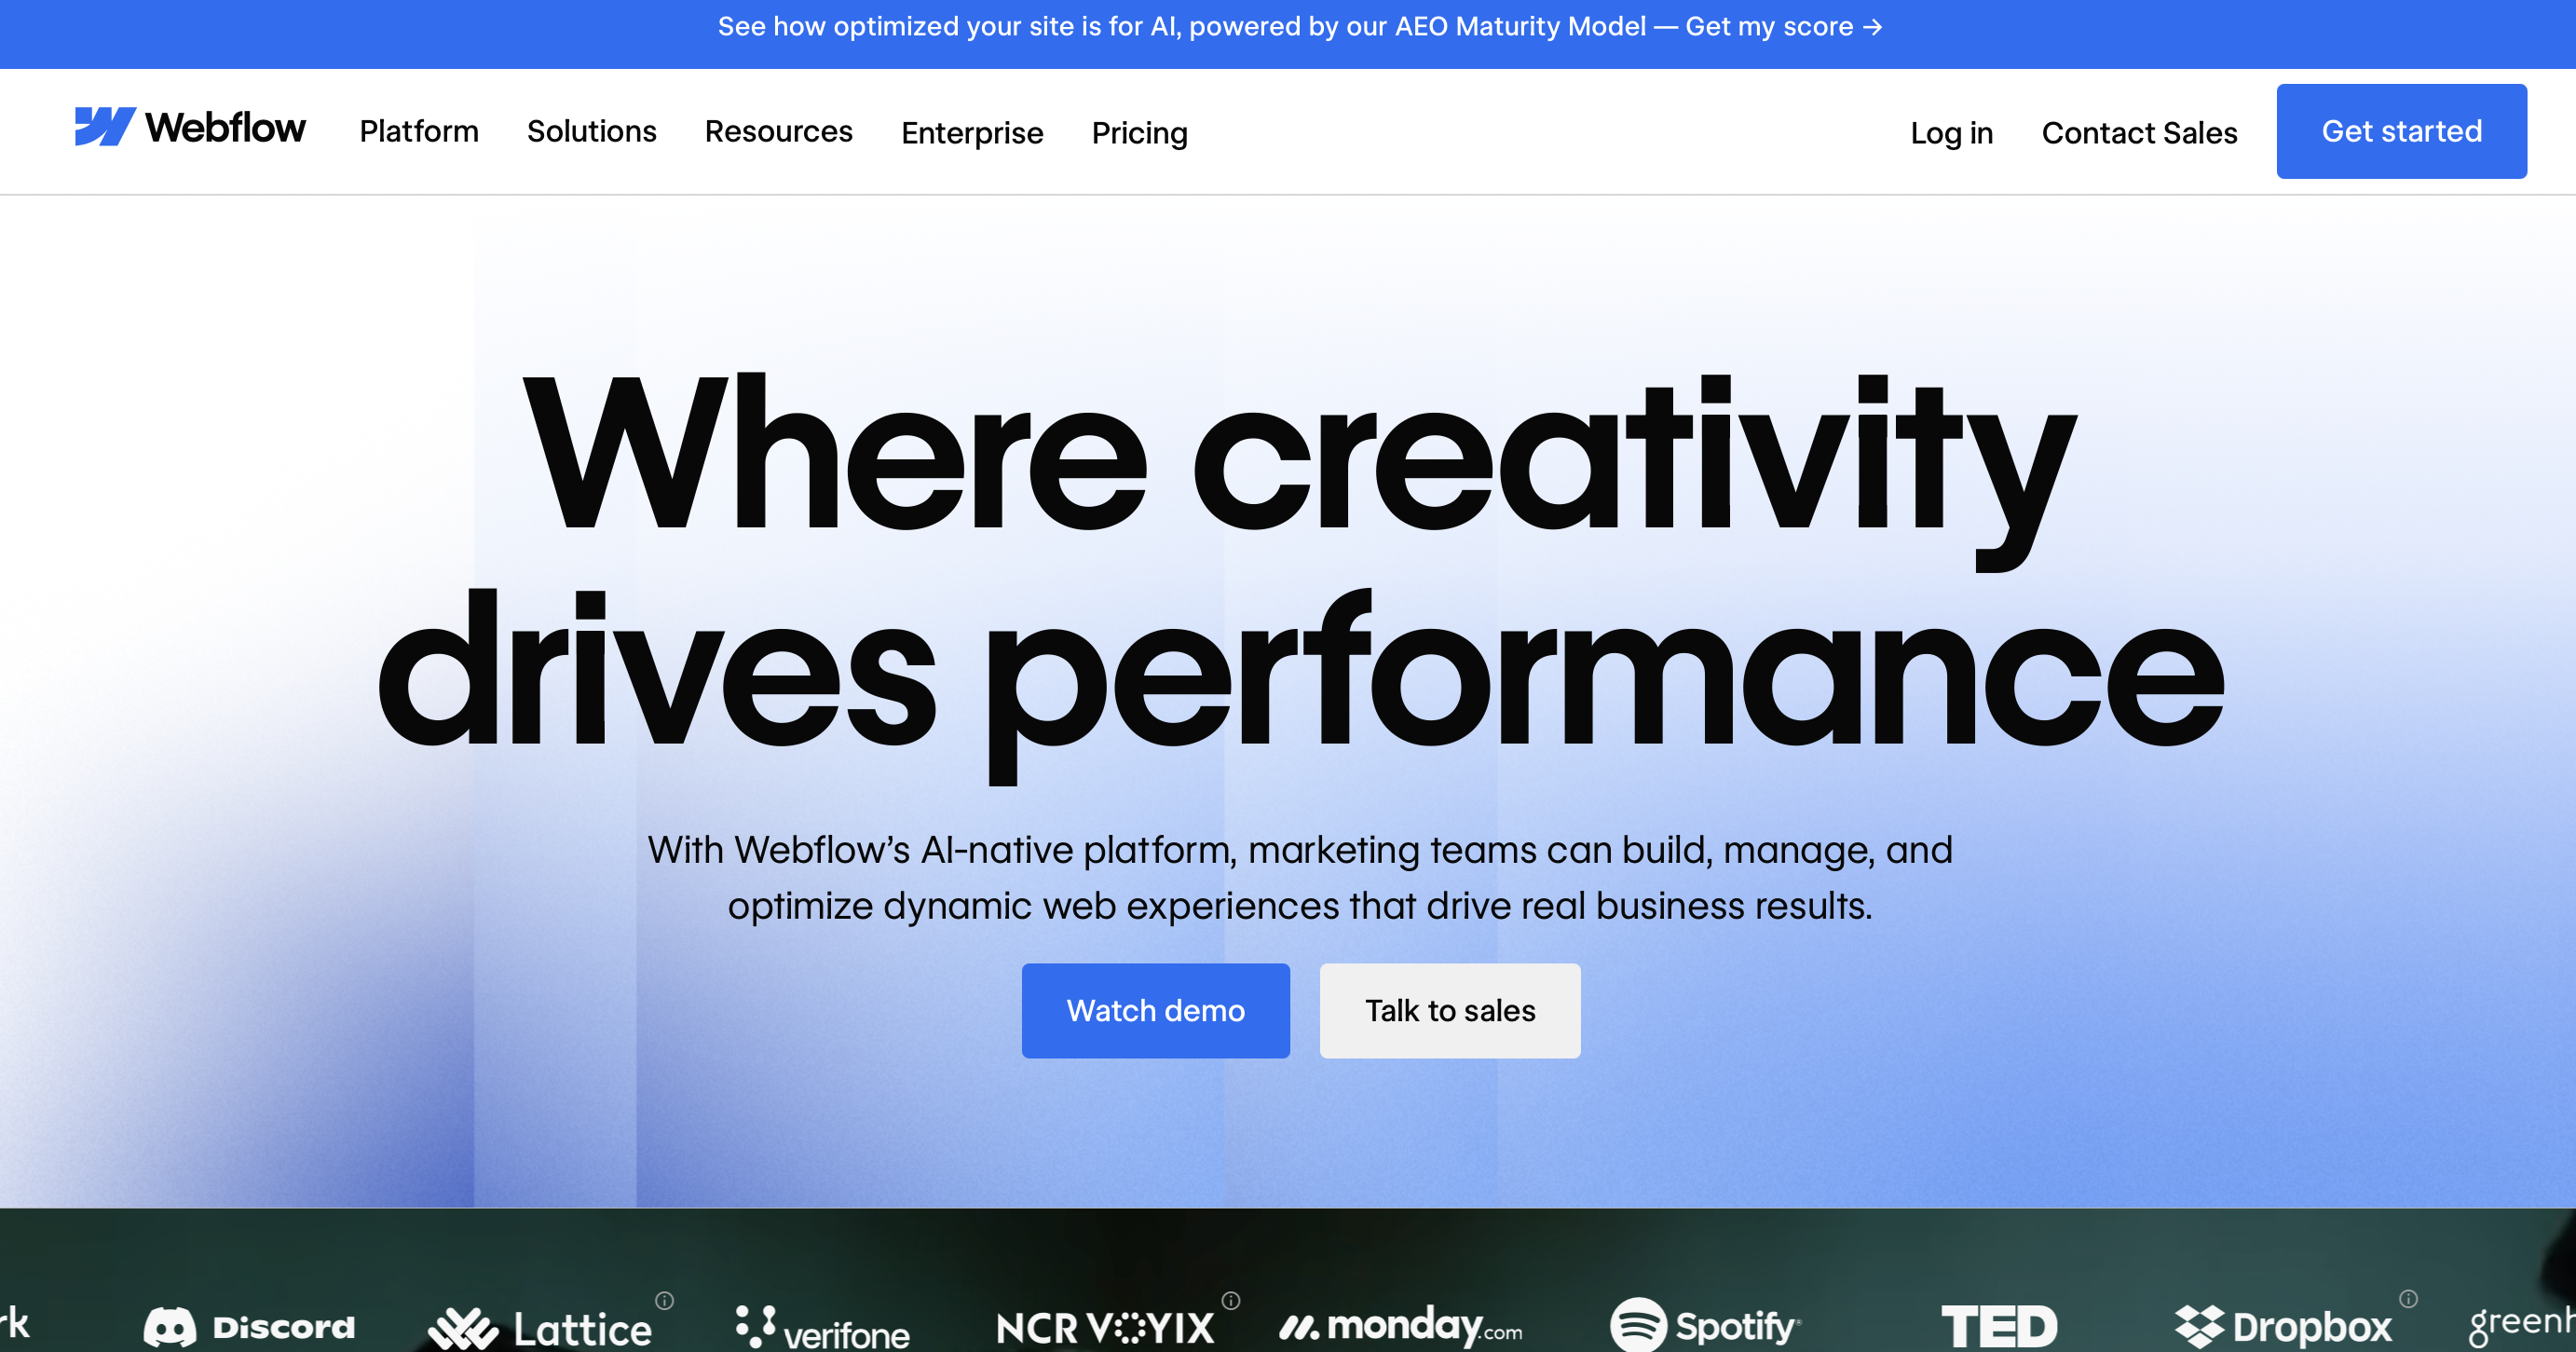 See how optimized your site is for AI, powered by our AEO Maturity Model — Get my score →
Webflow Platform Solutions Resources Enterprise Pricing Log in Contact Sales Get started
Where creativity
drives performance
With Webflow’s AI-native platform, marketing teams can build, manage, and
optimize dynamic web experiences that drive real business results.
Watch demo Talk to sales
rk Discord Lattice verifone NCR VOYIX monday.com Spotify TED Dropbox green